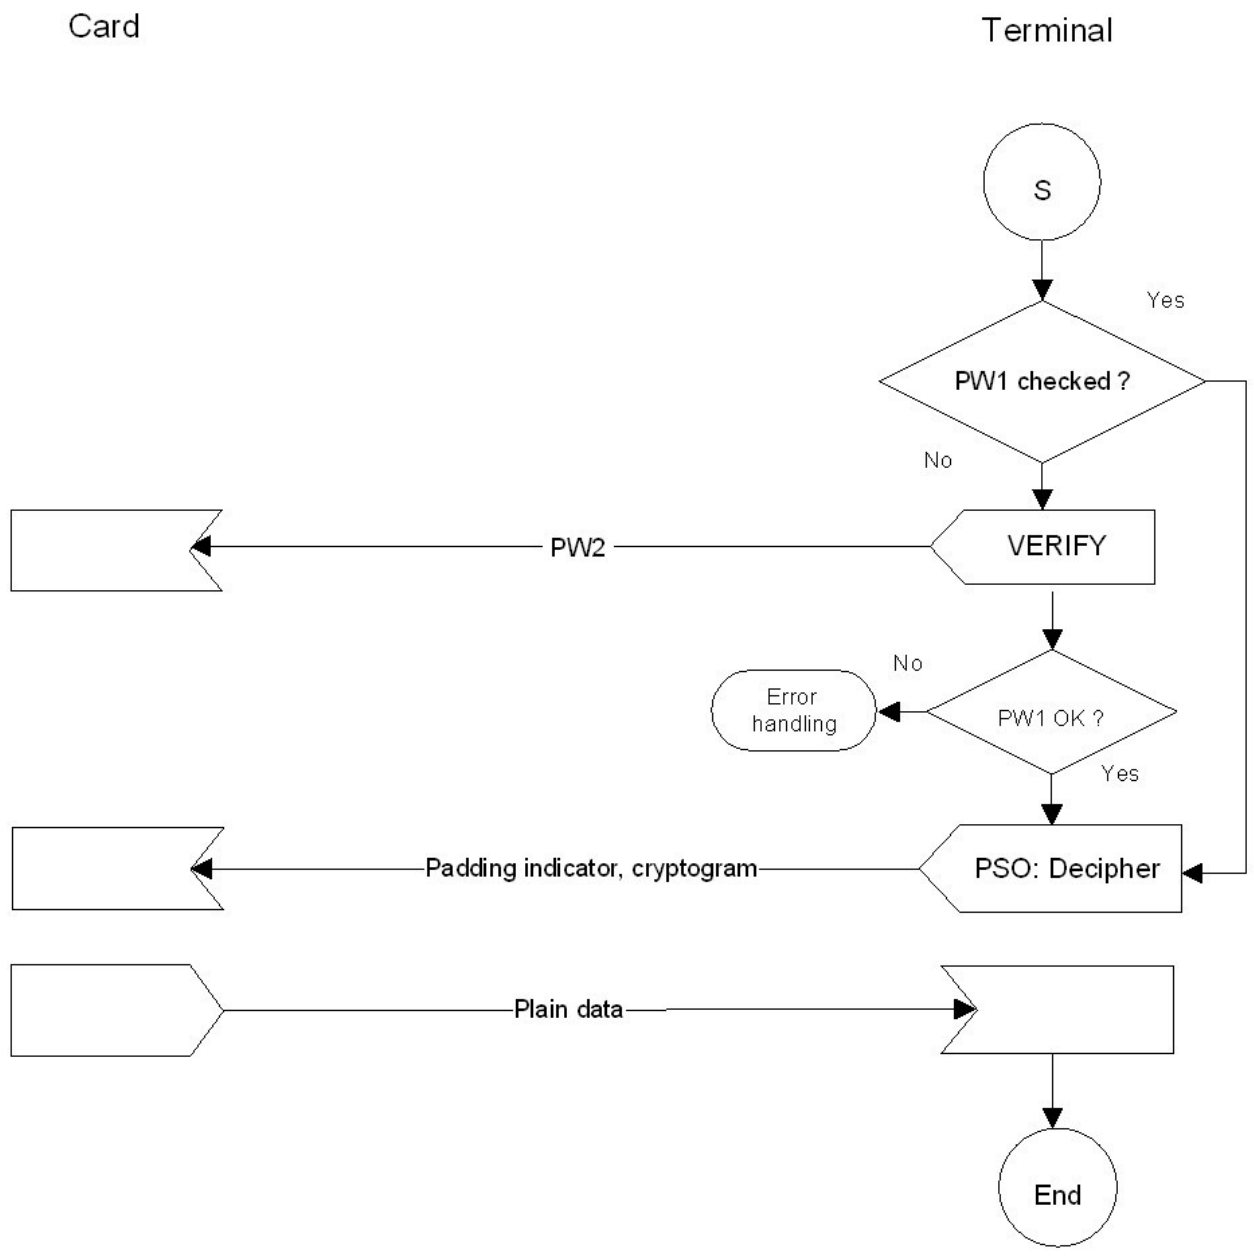 Card
Terminal
S
Yes
PW1 checked ?
No
PW2
VERIFY
No
Error
handling
PW1 OK ?
Yes
Padding indicator, cryptogram
PSO: Decipher
Plain data
End